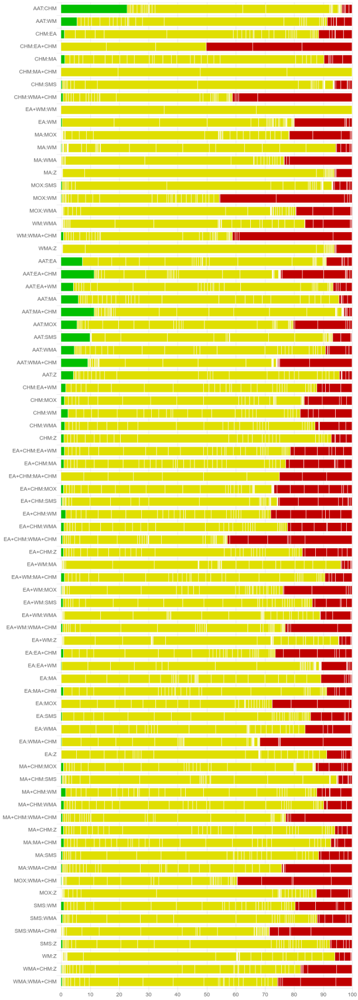 AAT:CHM
AAT:WM
CHM:EA
CHM:EA+CHM
CHM:MA
CHM:MA+CHM
CHM:SMS
CHM:WMA+CHM
EA+WM:WM
EA:WM
MA:MOX
MA:WM
MA:WMA
MA:Z
MOX:SMS
MOX:WM
MOX:WMA
WM:WMA
WM:WMA+CHM
WMA:Z
AAT:EA
AAT:EA+CHM
AAT:EA+WM
AAT:MA
AAT:MA+CHM
AAT:MOX
AAT:SMS
AAT:WMA
AAT:WMA+CHM
AAT:Z
CHM:EA+WM
CHM:MOX
CHM:WM
CHM:WMA
CHM:Z
EA+CHM:EA+WM
EA+CHM:MA
EA+CHM:MA+CHM
EA+CHM:MOX
EA+CHM:SMS
EA+CHM:WM
EA+CHM:WMA
EA+CHM:WMA+CHM
EA+CHM:Z
EA+WM:MA
EA+WM:MA+CHM
EA+WM:MOX
EA+WM:SMS
EA+WM:WMA
EA+WM:WMA+CHM
EA+WM:Z
EA:EA+CHM
EA:EA+WM
EA:MA
EA:MA+CHM
EA:MOX
EA:SMS
EA:WMA
EA:WMA+CHM
EA:Z
MA+CHM:MOX
MA+CHM:SMS
MA+CHM:WM
MA+CHM:WMA
MA+CHM:WMA+CHM
MA+CHM:Z
MA:MA+CHM
MA:SMS
MA:WMA+CHM
MOX:WMA+CHM
MOX:Z
SMS:WM
SMS:WMA
SMS:WMA+CHM
SMS:Z
WM:Z
WMA+CHM:Z
WMA:WMA+CHM
0 10 20 30 40 50 60 70 80 90 100